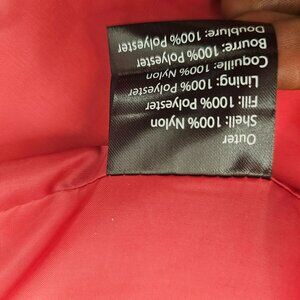 Outer
Shell: 100% Nylon
Fill: 100% Polyester
Lining: 100% Polyester
Coquille: 100% Nylon
Bourre: 100% Polyester
Doublure: 100% Polyester